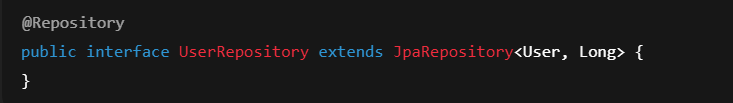 @Repository
public interface UserRepository extends JpaRepository<User, Long> {
}